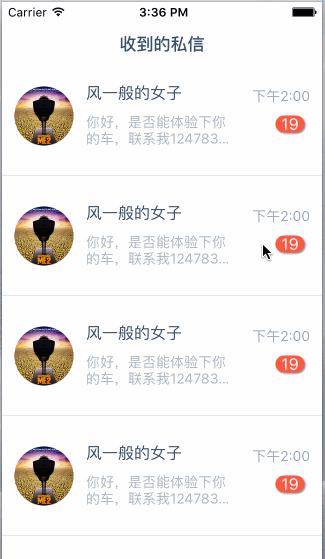 Carrier 3:36 PM
收到的私信
风一般的女子 下午2:00
你好，是否能体验下你 19
的车，联系我124783...
ME2
风一般的女子 下午2:00
你好，是否能体验下你 19
的车，联系我124783...
ME2
风一般的女子 下午2:00
你好，是否能体验下你 19
的车，联系我124783...
ME2
风一般的女子 下午2:00
你好，是否能体验下你 19
的车，联系我124783...
ME2